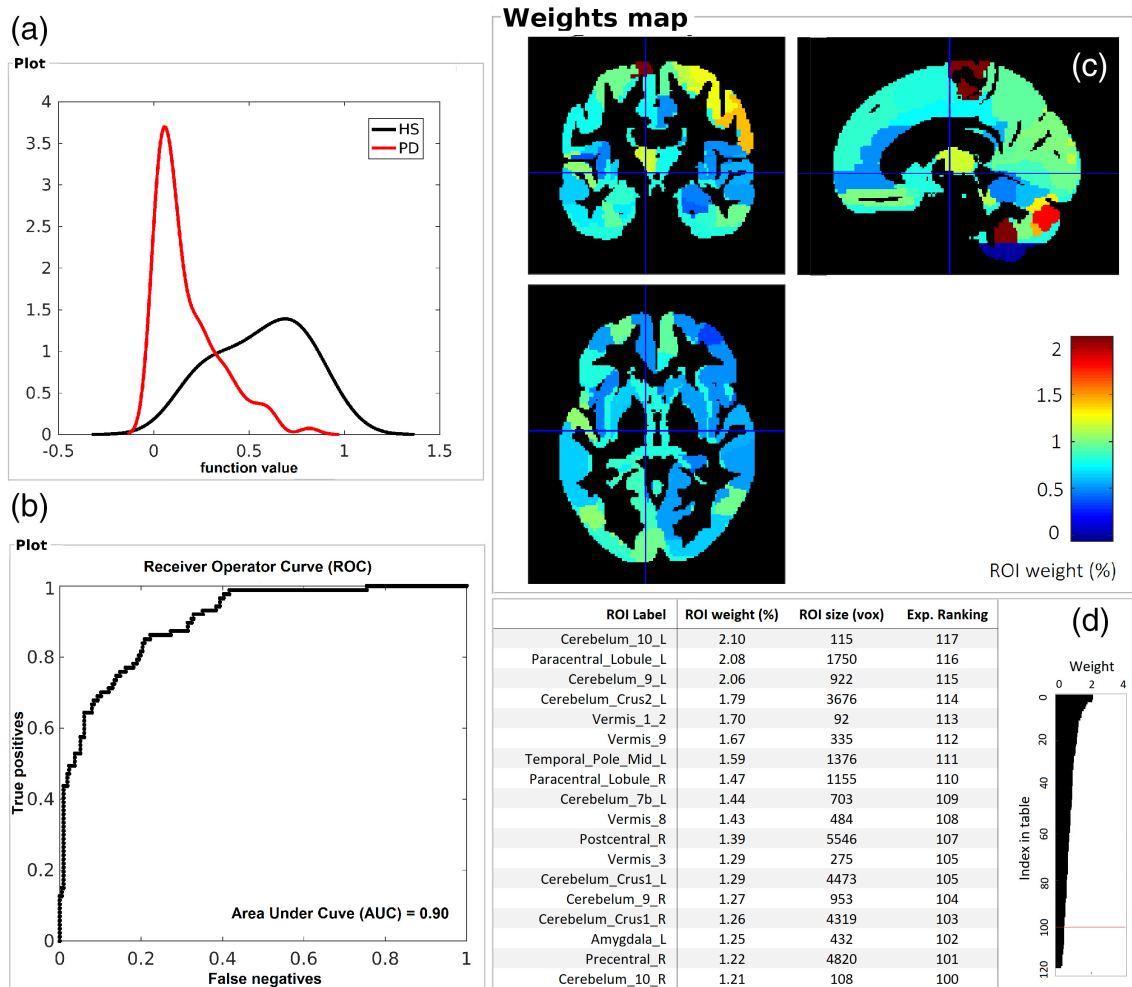 (a)
Plot
4
3.5
3
2.5
2
1.5
1
0.5
0
HS
PD
-0.5 0 0.5 1 1.5
function value
(b)
Plot
Receiver Operator Curve (ROC)
1
0.8
0.6
0.4
0.2
0
True positives
Area Under Cuve (AUC) = 0.90
0 0.2 0.4 0.6 0.8 1
False negatives
Weights map
(c)
2
1.5
1
0.5
0
ROI weight (%)
ROI Label ROI weight (%) ROI size (vox) Exp. Ranking
Cerebelum_10_L 2.10 115 117
Paracentral_Lobule_L 2.08 1750 116
Cerebelum_9_L 2.06 922 115
Cerebelum_Crus2_L 1.79 3676 114
Vermis_1_2 1.70 92 113
Vermis_9 1.67 335 112
Temporal_Pole_Mid_L 1.59 1376 111
Paracentral_Lobule_R 1.47 1155 110
Cerebelum_7b_L 1.44 703 109
Vermis_8 1.43 484 108
Postcentral_R 1.39 5546 107
Vermis_3 1.29 275 105
Cerebelum_Crus1_L 1.29 4473 105
Cerebelum_9_R 1.27 953 104
Cerebelum_Crus1_R 1.26 4319 103
Amygdala_L 1.25 432 102
Precentral_R 1.22 4820 101
Cerebelum_10_R 1.21 108 100
(d)
Weight
0 2 4
0
20
40
60
80
100
120
Index in table